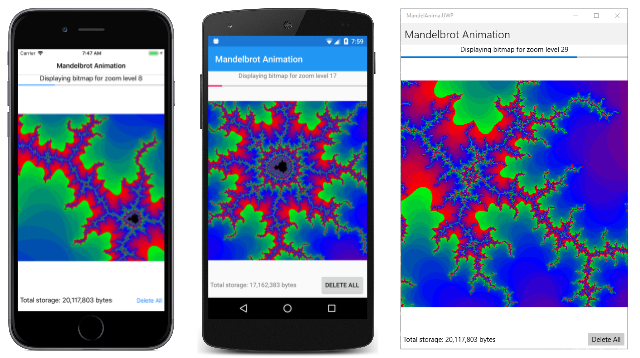 Carrier 7:47 AM
Mandelbrot Animation
Displaying bitmap for zoom level 8
Total storage: 20,117,803 bytes
Delete All
7:59
Mandelbrot Animation
Displaying bitmap for zoom level 17
Total storage: 17,162,383 bytes
DELETE ALL
MandelAnima.UWP
Mandelbrot Animation
Displaying bitmap for zoom level 29
Total storage: 20,117,803 bytes
Delete All